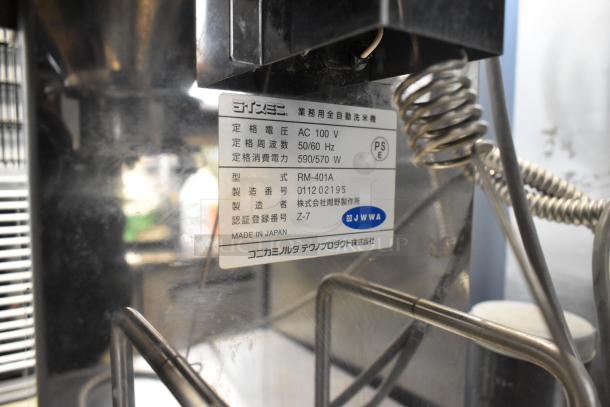 ライスミニ 業務用全自動洗米機
定格電圧 AC 100 V
定格周波数 50/60 Hz
定格消費電力 590/570 W
PS
E
型式 RM-401A
製造番号 011202195
製造者 株式会社岡野製作所
認証登録番号 Z-7
JWWA
MADE IN JAPAN
コニカミノルタ テクノプロダクト株式会社